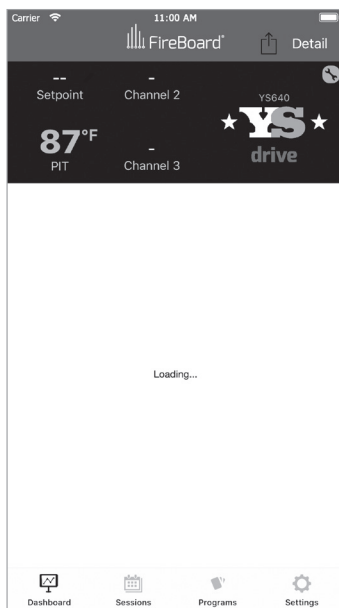 Carrier 11:00 AM
FireBoard® Detail
-- - 
Setpoint Channel 2 YS640
87°F - YS
PIT Channel 3 drive
Loading...
Dashboard Sessions Programs Settings